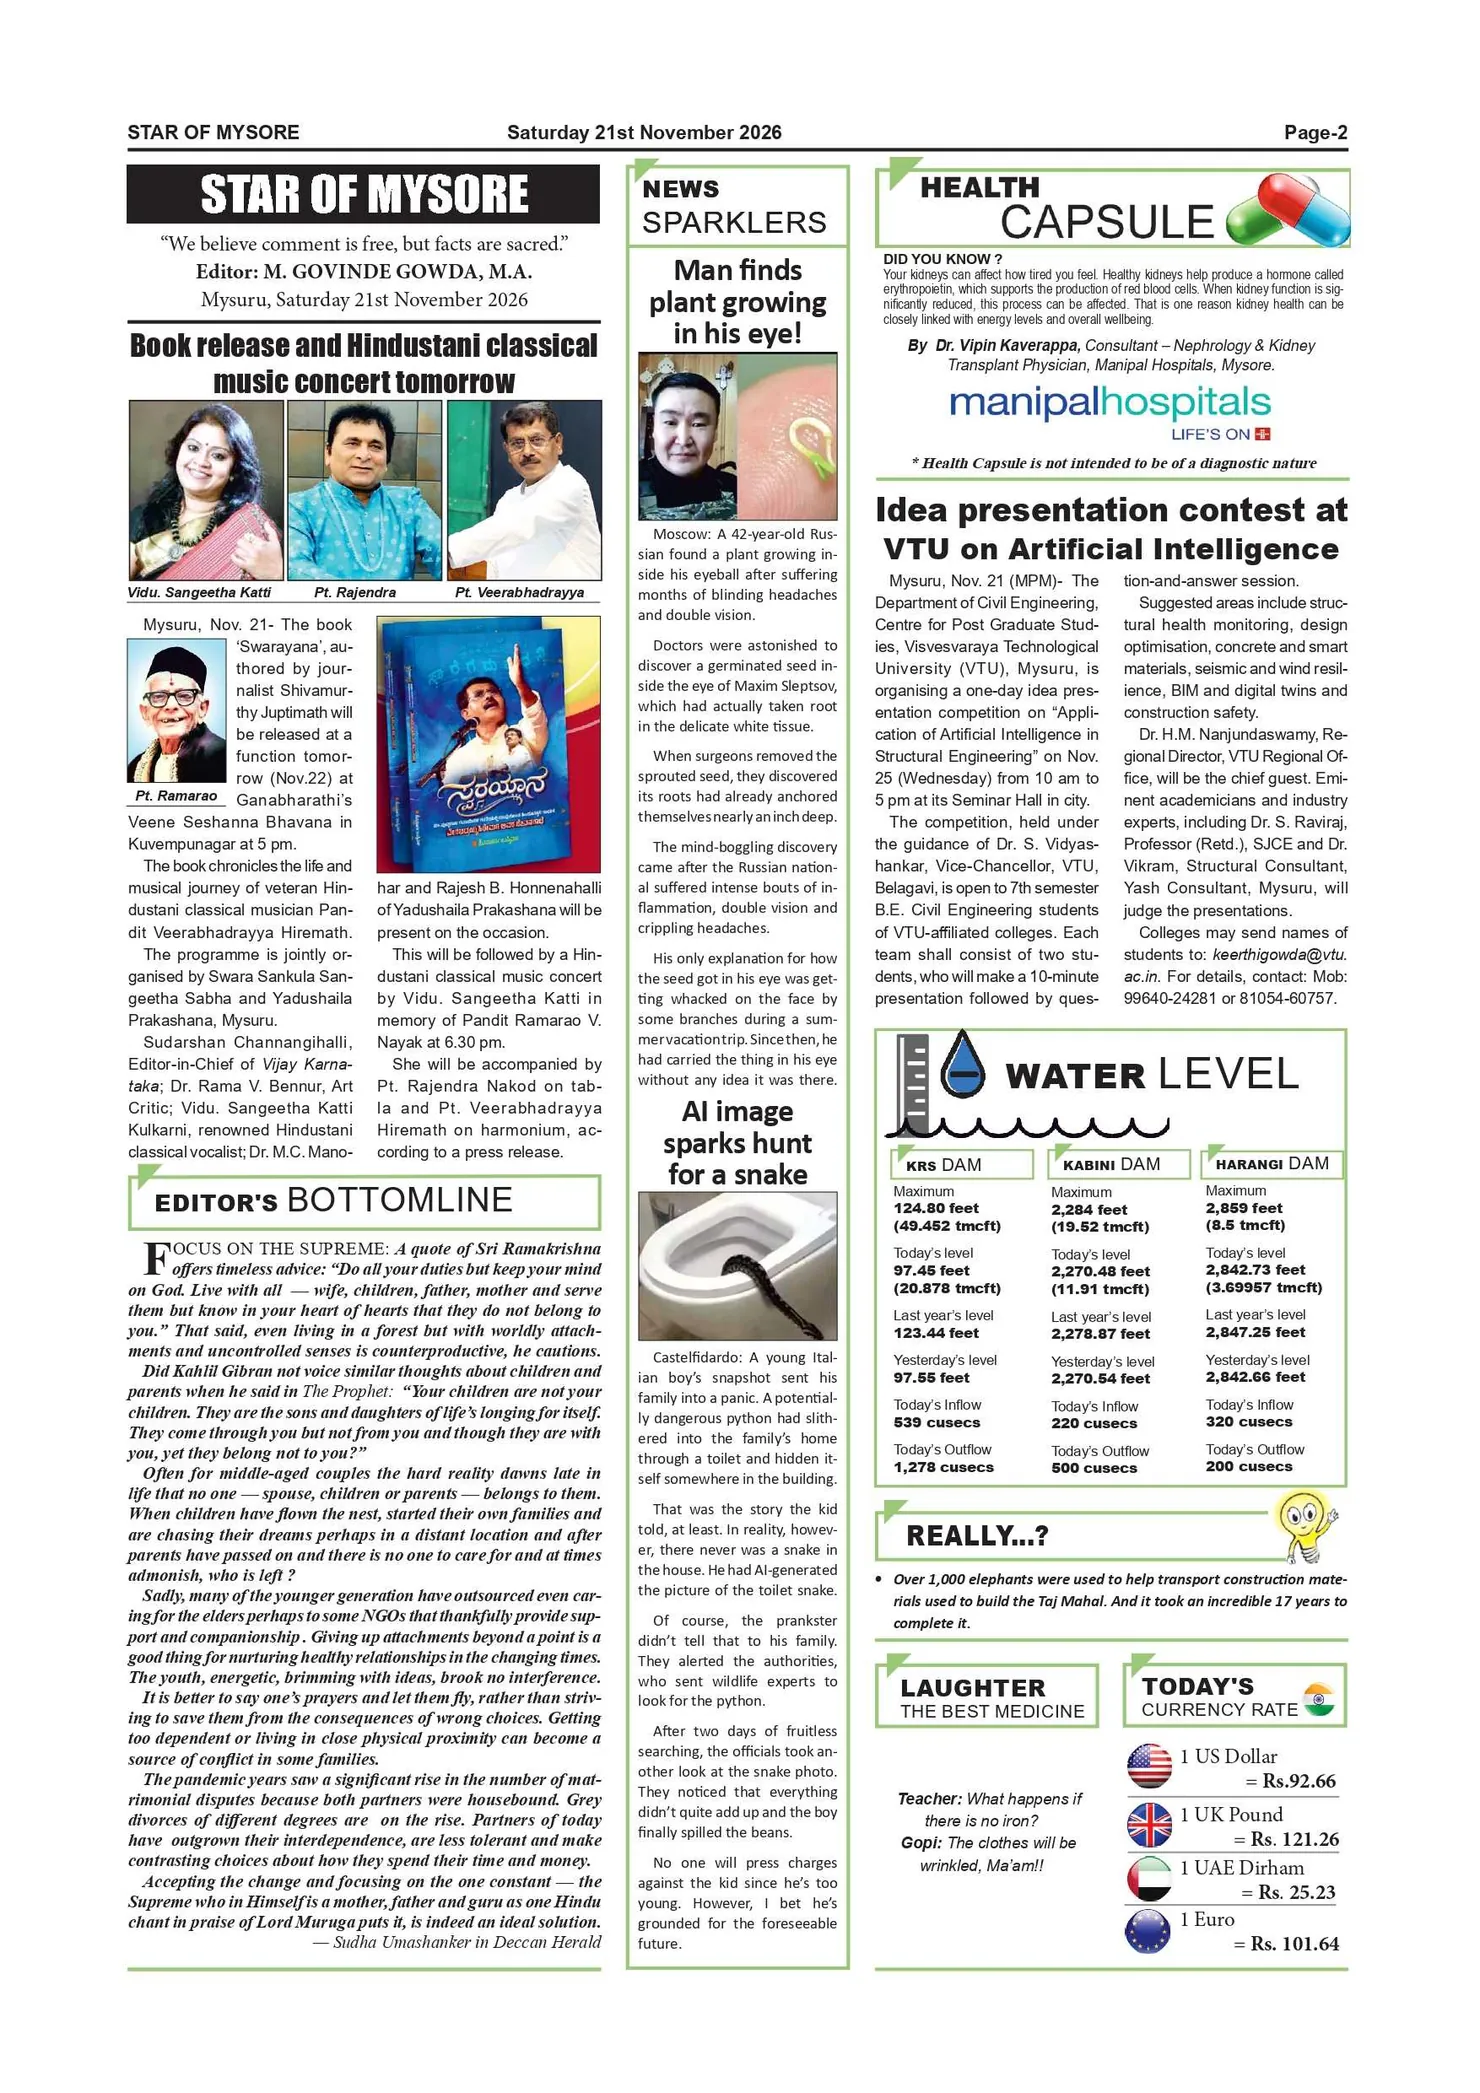 STAR OF MYSORE
Saturday 21st November 2026
Page-2
STAR OF MYSORE
“We believe comment is free, but facts are sacred.”
Editor: M. GOVINDE GOWDA, M.A.
Mysuru, Saturday 21st November 2026
Book release and Hindustani classical
music concert tomorrow
Vidu. Sangeetha Katti
Pt. Rajendra
Pt. Veerabhadrayya
Mysuru, Nov. 21- The book
‘Swarayana’, au-
thored by jour-
nalist Shivamur-
thy Juptimath will
be released at a
function tomor-
row (Nov.22) at
Pt. Ramarao
Ganabharathi’s
Veene Seshanna Bhavana in
Kuvempunagar at 5 pm.
The book chronicles the life and
musical journey of veteran Hin-
dustani classical musician Pan-
dit Veerabhadrayya Hiremath.
The programme is jointly or-
ganised by Swara Sankula San-
geetha Sabha and Yadushaila
Prakashana, Mysuru.
Sudarshan Channangihalli,
Editor-in-Chief of Vijay Karna-
taka; Dr. Rama V. Bennur, Art
Critic; Vidu. Sangeetha Katti
Kulkarni, renowned Hindustani
classical vocalist; Dr. M.C. Mano-
ಸ್ವರಯಾನ
har and Rajesh B. Honnenahalli
of Yadushaila Prakashana will be
present on the occasion.
This will be followed by a Hin-
dustani classical music concert
by Vidu. Sangeetha Katti in
memory of Pandit Ramarao V.
Nayak at 6.30 pm.
She will be accompanied by
Pt. Rajendra Nakod on tab-
la and Pt. Veerabhadrayya
Hiremath on harmonium, ac-
cording to a press release.
EDITOR'S BOTTOMLINE
FOCUS ON THE SUPREME: A quote of Sri Ramakrishna
offers timeless advice: “Do all your duties but keep your mind
on God. Live with all — wife, children, father, mother and serve
them but know in your heart of hearts that they do not belong to
you.” That said, even living in a forest but with worldly attach-
ments and uncontrolled senses is counterproductive, he cautions.
Did Kahlil Gibran not voice similar thoughts about children and
parents when he said in The Prophet: “Your children are not your
children. They are the sons and daughters of life’s longing for itself.
They come through you but not from you and though they are with
you, yet they belong not to you?”
Often for middle-aged couples the hard reality dawns late in
life that no one — spouse, children or parents — belongs to them.
When children have flown the nest, started their own families and
are chasing their dreams perhaps in a distant location and after
parents have passed on and there is no one to care for and at times
admonish, who is left ?
Sadly, many of the younger generation have outsourced even car-
ing for the elders perhaps to some NGOs that thankfully provide sup-
port and companionship . Giving up attachments beyond a point is a
good thing for nurturing healthy relationships in the changing times.
The youth, energetic, brimming with ideas, brook no interference.
It is better to say one’s prayers and let them fly, rather than striv-
ing to save them from the consequences of wrong choices. Getting
too dependent or living in close physical proximity can become a
source of conflict in some families.
The pandemic years saw a significant rise in the number of mat-
rimonial disputes because both partners were housebound. Grey
divorces of different degrees are on the rise. Partners of today
have outgrown their interdependence, are less tolerant and make
contrasting choices about how they spend their time and money.
Accepting the change and focusing on the one constant — the
Supreme who in Himself is a mother, father and guru as one Hindu
chant in praise of Lord Muruga puts it, is indeed an ideal solution.
— Sudha Umashanker in Deccan Herald
NEWS
SPARKLERS
Man finds
plant growing
in his eye!
Moscow: A 42-year-old Rus-
sian found a plant growing in-
side his eyeball after suffering
months of blinding headaches
and double vision.
Doctors were astonished to
discover a germinated seed in-
side the eye of Maxim Sleptsov,
which had actually taken root
in the delicate white tissue.
When surgeons removed the
sprouted seed, they discovered
its roots had already anchored
themselves nearly an inch deep.
The mind-boggling discovery
came after the Russian nation-
al suffered intense bouts of in-
flammation, double vision and
crippling headaches.
His only explanation for how
the seed got in his eye was get-
ting whacked on the face by
some branches during a sum-
mer vacation trip. Since then, he
had carried the thing in his eye
without any idea it was there.
AI image
sparks hunt
for a snake
Castelfidardo: A young Ital-
ian boy’s snapshot sent his
family into a panic. A potential-
ly dangerous python had slith-
ered into the family’s home
through a toilet and hidden it-
self somewhere in the building.
That was the story the kid
told, at least. In reality, howev-
er, there never was a snake in
the house. He had AI-generated
the picture of the toilet snake.
Of course, the prankster
didn’t tell that to his family.
They alerted the authorities,
who sent wildlife experts to
look for the python.
After two days of fruitless
searching, the officials took an-
other look at the snake photo.
They noticed that everything
didn’t quite add up and the boy
finally spilled the beans.
No one will press charges
against the kid since he’s too
young. However, I bet he’s
grounded for the foreseeable
future.
HEALTH
CAPSULE
DID YOU KNOW ?
Your kidneys can affect how tired you feel. Healthy kidneys help produce a hormone called
erythropoietin, which supports the production of red blood cells. When kidney function is sig-
nificantly reduced, this process can be affected. That is one reason kidney health can be
closely linked with energy levels and overall wellbeing.
By Dr. Vipin Kaverappa, Consultant – Nephrology & Kidney
Transplant Physician, Manipal Hospitals, Mysore.
manipalhospitals
LIFE'S ON
* Health Capsule is not intended to be of a diagnostic nature
Idea presentation contest at
VTU on Artificial Intelligence
Mysuru, Nov. 21 (MPM)- The
Department of Civil Engineering,
Centre for Post Graduate Stud-
ies, Visvesvaraya Technological
University (VTU), Mysuru, is
organising a one-day idea pres-
entation competition on “Appli-
cation of Artificial Intelligence in
Structural Engineering” on Nov.
25 (Wednesday) from 10 am to
5 pm at its Seminar Hall in city.
The competition, held under
the guidance of Dr. S. Vidyas-
hankar, Vice-Chancellor, VTU,
Belagavi, is open to 7th semester
B.E. Civil Engineering students
of VTU-affiliated colleges. Each
team shall consist of two stu-
dents, who will make a 10-minute
presentation followed by ques-
tion-and-answer session.
Suggested areas include struc-
tural health monitoring, design
optimisation, concrete and smart
materials, seismic and wind resil-
ience, BIM and digital twins and
construction safety.
Dr. H.M. Nanjundaswamy, Re-
gional Director, VTU Regional Of-
fice, will be the chief guest. Emi-
nent academicians and industry
experts, including Dr. S. Raviraj,
Professor (Retd.), SJCE and Dr.
Vikram, Structural Consultant,
Yash Consultant, Mysuru, will
judge the presentations.
Colleges may send names of
students to: keerthigowda@vtu.
ac.in. For details, contact: Mob:
99640-24281 or 81054-60757.
WATER LEVEL
KRS DAM
Maximum
124.80 feet
(49.452 tmcft)
Today’s level
97.45 feet
(20.878 tmcft)
Last year’s level
123.44 feet
Yesterday’s level
97.55 feet
Today’s Inflow
539 cusecs
Today’s Outflow
1,278 cusecs
KABINI DAM
Maximum
2,284 feet
(19.52 tmcft)
Today’s level
2,270.48 feet
(11.91 tmcft)
Last year’s level
2,278.87 feet
Yesterday’s level
2,270.54 feet
Today’s Inflow
220 cusecs
Today’s Outflow
500 cusecs
HARANGI DAM
Maximum
2,859 feet
(8.5 tmcft)
Today’s level
2,842.73 feet
(3.69957 tmcft)
Last year’s level
2,847.25 feet
Yesterday’s level
2,842.66 feet
Today’s Inflow
320 cusecs
Today’s Outflow
200 cusecs
REALLY...?
• Over 1,000 elephants were used to help transport construction mate-
rials used to build the Taj Mahal. And it took an incredible 17 years to
complete it.
LAUGHTER
THE BEST MEDICINE
Teacher: What happens if
there is no iron?
Gopi: The clothes will be
wrinkled, Ma’am!!
TODAY'S
CURRENCY RATE
1 US Dollar
= Rs.92.66
1 UK Pound
= Rs. 121.26
1 UAE Dirham
= Rs. 25.23
1 Euro
= Rs. 101.64